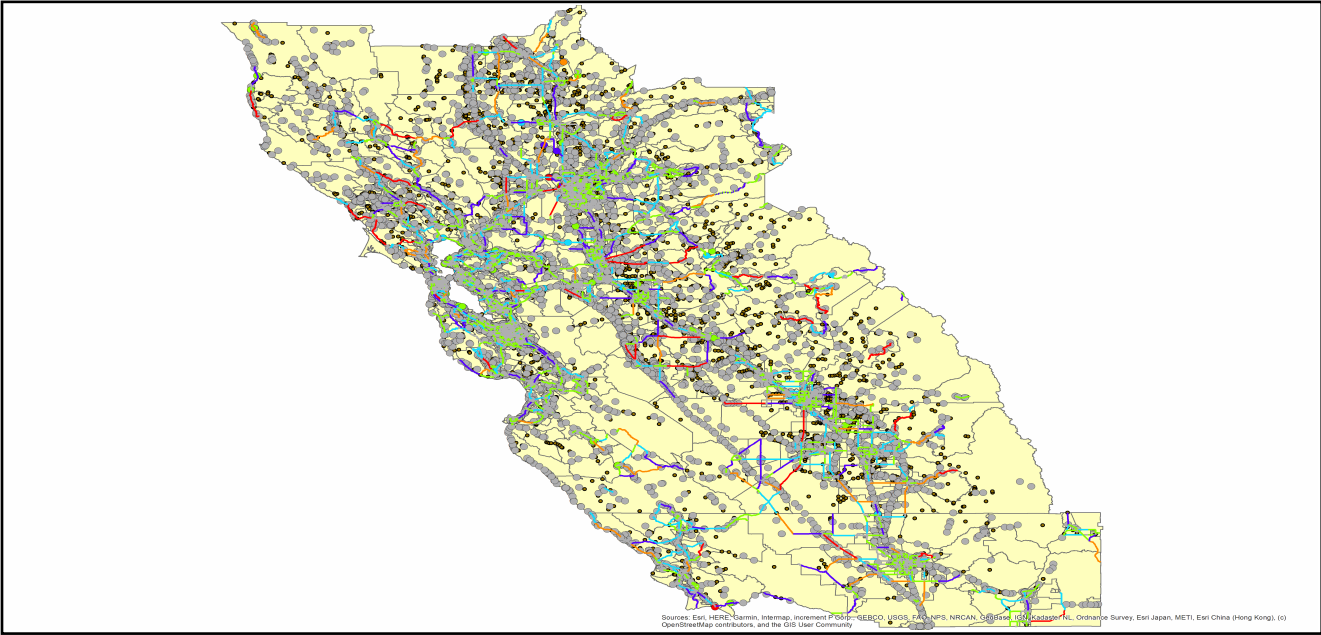 Sources: Esri, HERE, Garmin, Intermap, increment P Corp., GEBCO, USGS, FAO, NPS, NRCAN, GeoBase, IGN, Kadaster NL, Ordnance Survey, Esri Japan, METI, Esri China (Hong Kong), (c)
OpenStreetMap contributors, and the GIS User Community